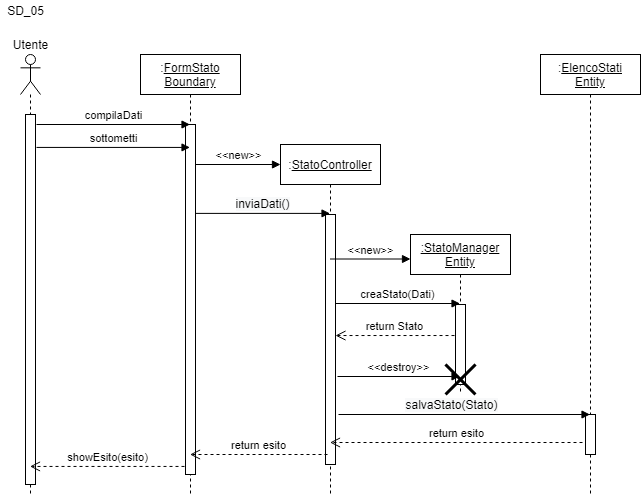 SD_05
Utente
:FormStato
Boundary
:ElencoStati
Entity
compilaDati
sottometti
<<new>>
:StatoController
inviaDati()
<<new>>
:StatoManager
Entity
creaStato(Dati)
return Stato
<<destroy>>
salvaStato(Stato)
return esito
return esito
showEsito(esito)